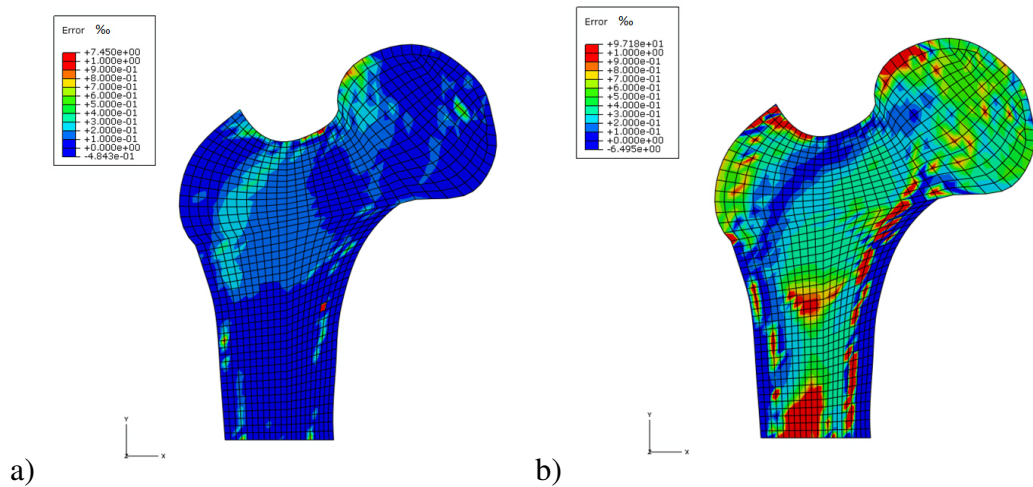 Error ‰
+7.450e+00
+1.000e+00
+9.000e-01
+8.000e-01
+7.000e-01
+6.000e-01
+5.000e-01
+4.000e-01
+3.000e-01
+2.000e-01
+1.000e-01
+0.000e+00
-4.843e-01
Y
Z X
a)
Error ‰
+9.718e+01
+1.000e+00
+9.000e-01
+8.000e-01
+7.000e-01
+6.000e-01
+5.000e-01
+4.000e-01
+3.000e-01
+2.000e-01
+1.000e-01
+0.000e+00
-6.495e+00
Y
Z X
b)